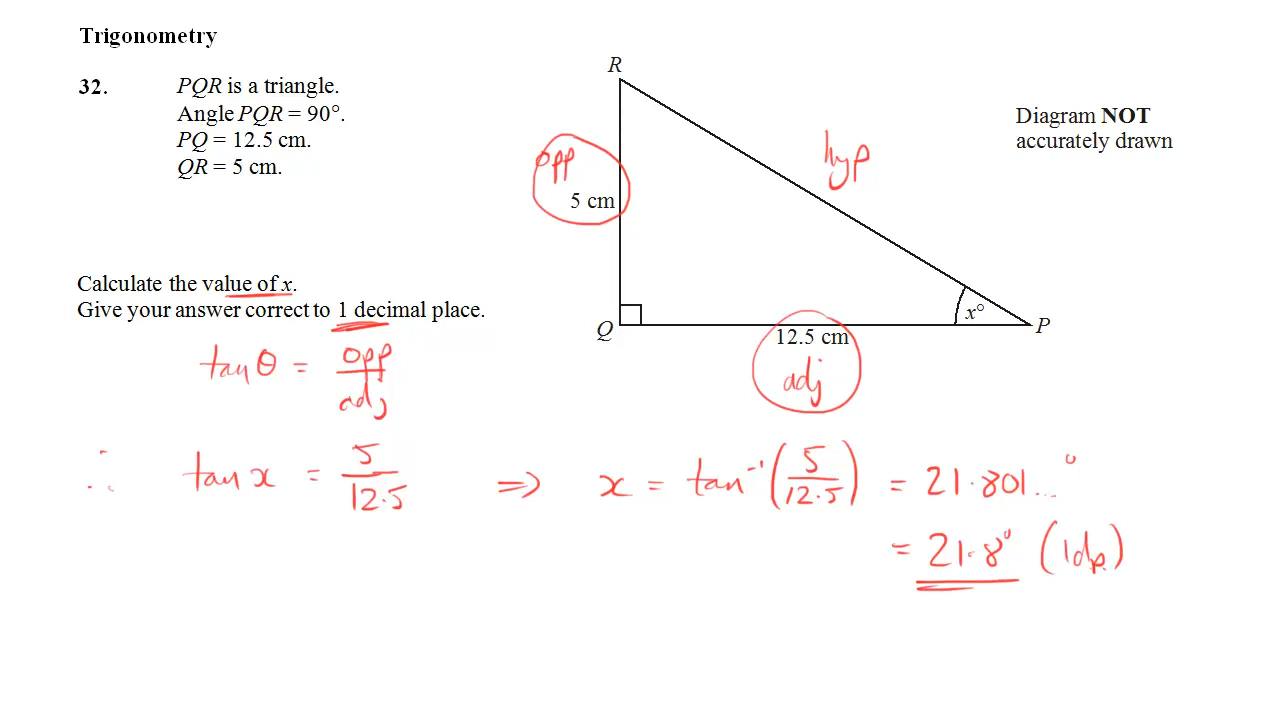 Trigonometry
32. PQR is a triangle.
Angle PQR = 90°.
PQ = 12.5 cm.
QR = 5 cm.
Diagram NOT
accurately drawn
R
opp
hyp
5 cm
x°
Q
P
12.5 cm
adj
Calculate the value of x.
Give your answer correct to 1 decimal place.
tan θ = opp/adj
∴ tan x = 5/12.5 ⇒ x = tan⁻¹(5/12.5) = 21.801...°
= 21.8° (1dp)